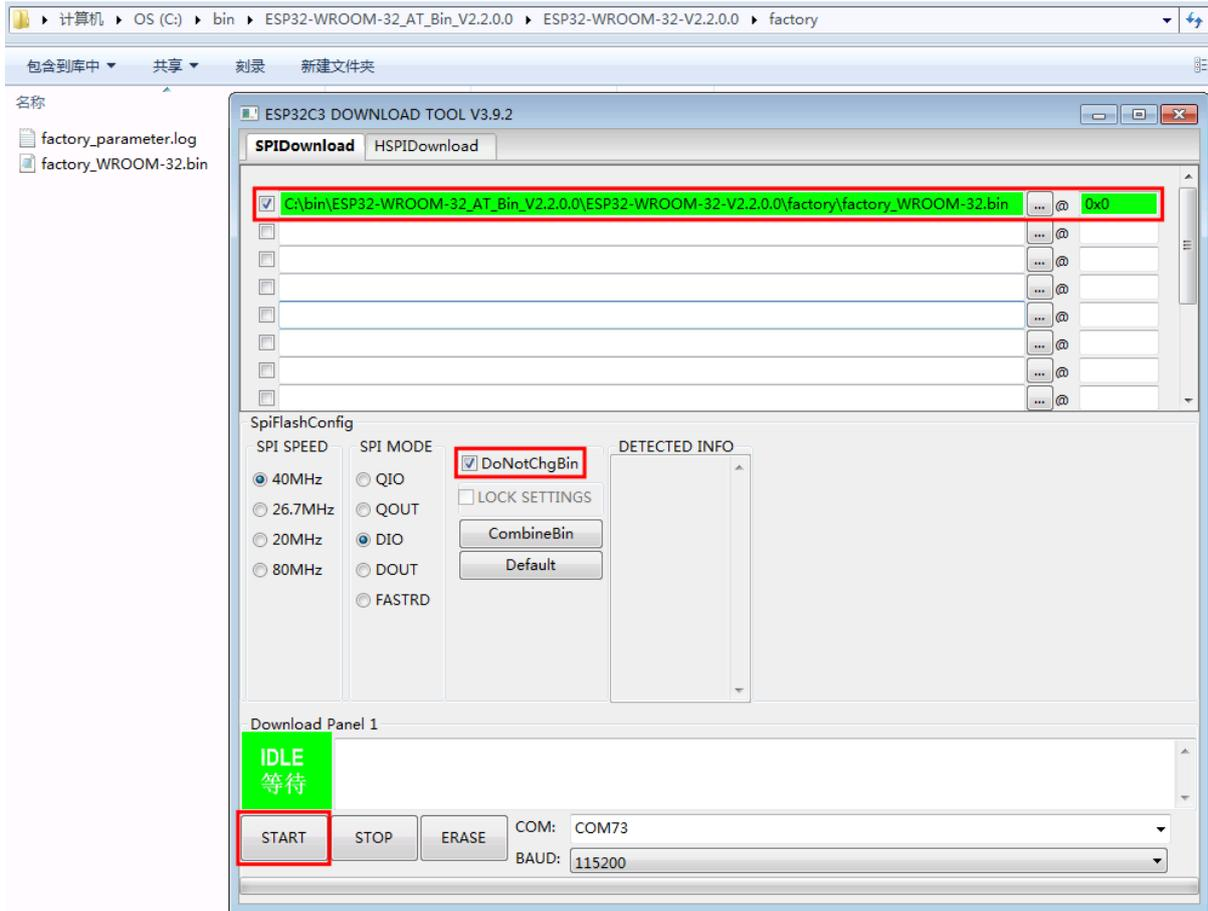 计算机 ▸ OS (C:) ▸ bin ▸ ESP32-WROOM-32_AT_Bin_V2.2.0.0 ▸ ESP32-WROOM-32-V2.2.0.0 ▸ factory
包含到库中 共享 刻录 新建文件夹
名称
factory_parameter.log
factory_WROOM-32.bin
ESP32C3 DOWNLOAD TOOL V3.9.2
SPIDownload HSPIDownload
C:\bin\ESP32-WROOM-32_AT_Bin_V2.2.0.0\ESP32-WROOM-32-V2.2.0.0\factory\factory_WROOM-32.bin ... @ 0x0
... @
... @
... @
... @
... @
... @
... @
SpiFlashConfig
SPI SPEED
40MHz
26.7MHz
20MHz
80MHz
SPI MODE
QIO
QOUT
DIO
DOUT
FASTRD
DoNotChgBin
LOCK SETTINGS
CombineBin
Default
DETECTED INFO
Download Panel 1
IDLE
等待
START STOP ERASE
COM: COM73
BAUD: 115200